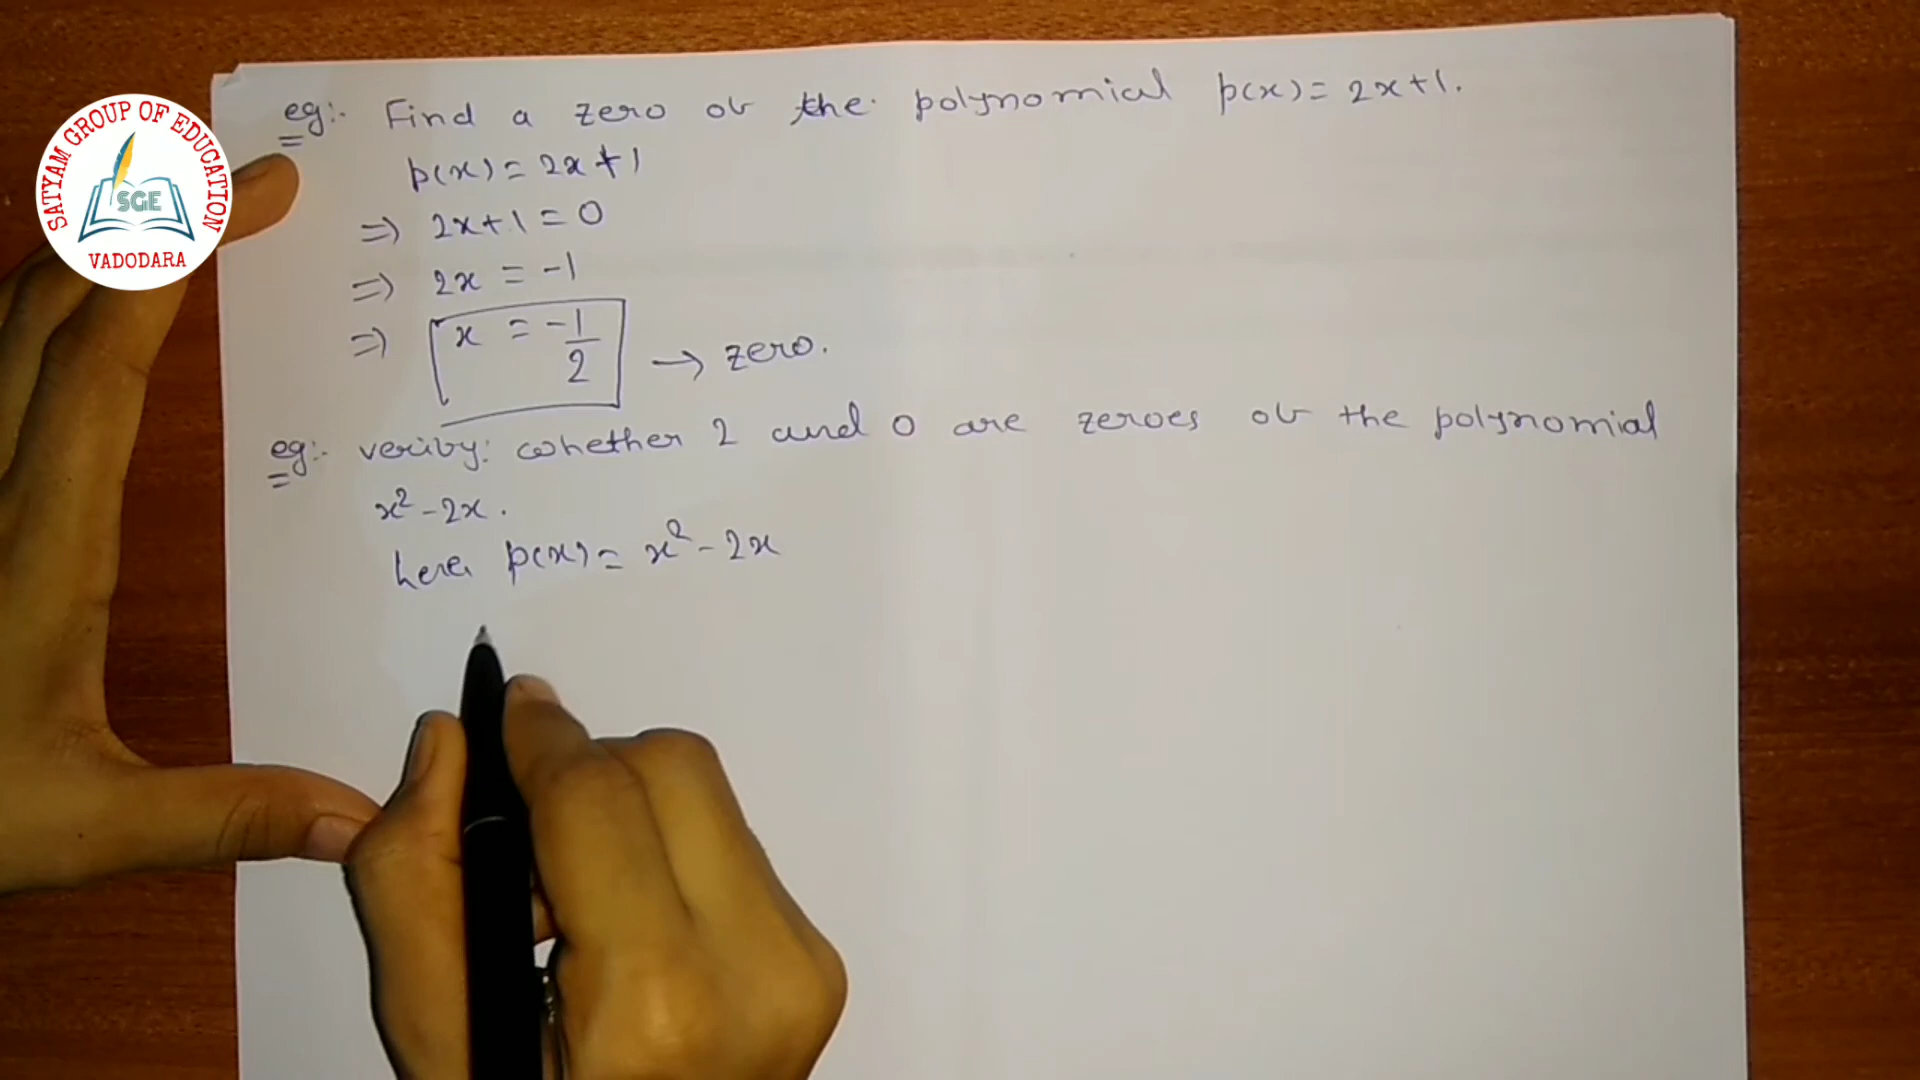 SATYAM GROUP OF EDUCATION
SGE
VADODARA
eg:- Find a zero of the polynomial p(x) = 2x+1.
p(x) = 2x+1
=> 2x+1 = 0
=> 2x = -1
=> x = -1/2 → zero.
eg:- verify: whether 2 and 0 are zeroes of the polynomial
x² - 2x.
here p(x) = x² - 2x